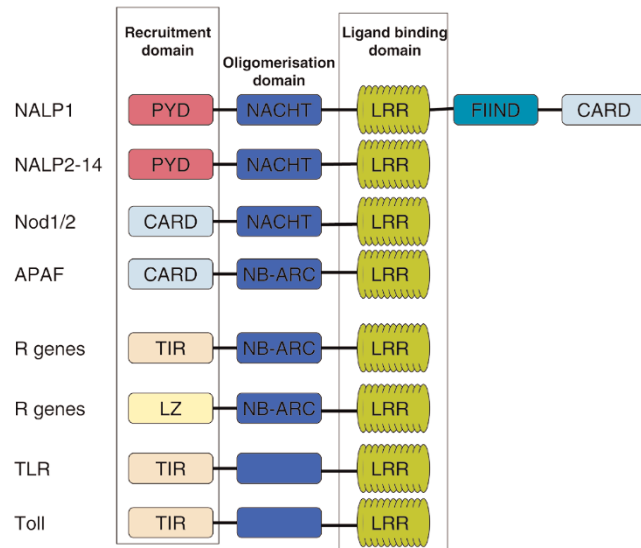 Recruitment
domain
Oligomerisation
domain
Ligand binding
domain
NALP1 PYD NACHT LRR FIIND CARD
NALP2-14 PYD NACHT LRR
Nod1/2 CARD NACHT LRR
APAF CARD NB-ARC LRR
R genes TIR NB-ARC LRR
R genes LZ NB-ARC LRR
TLR TIR LRR
Toll TIR LRR